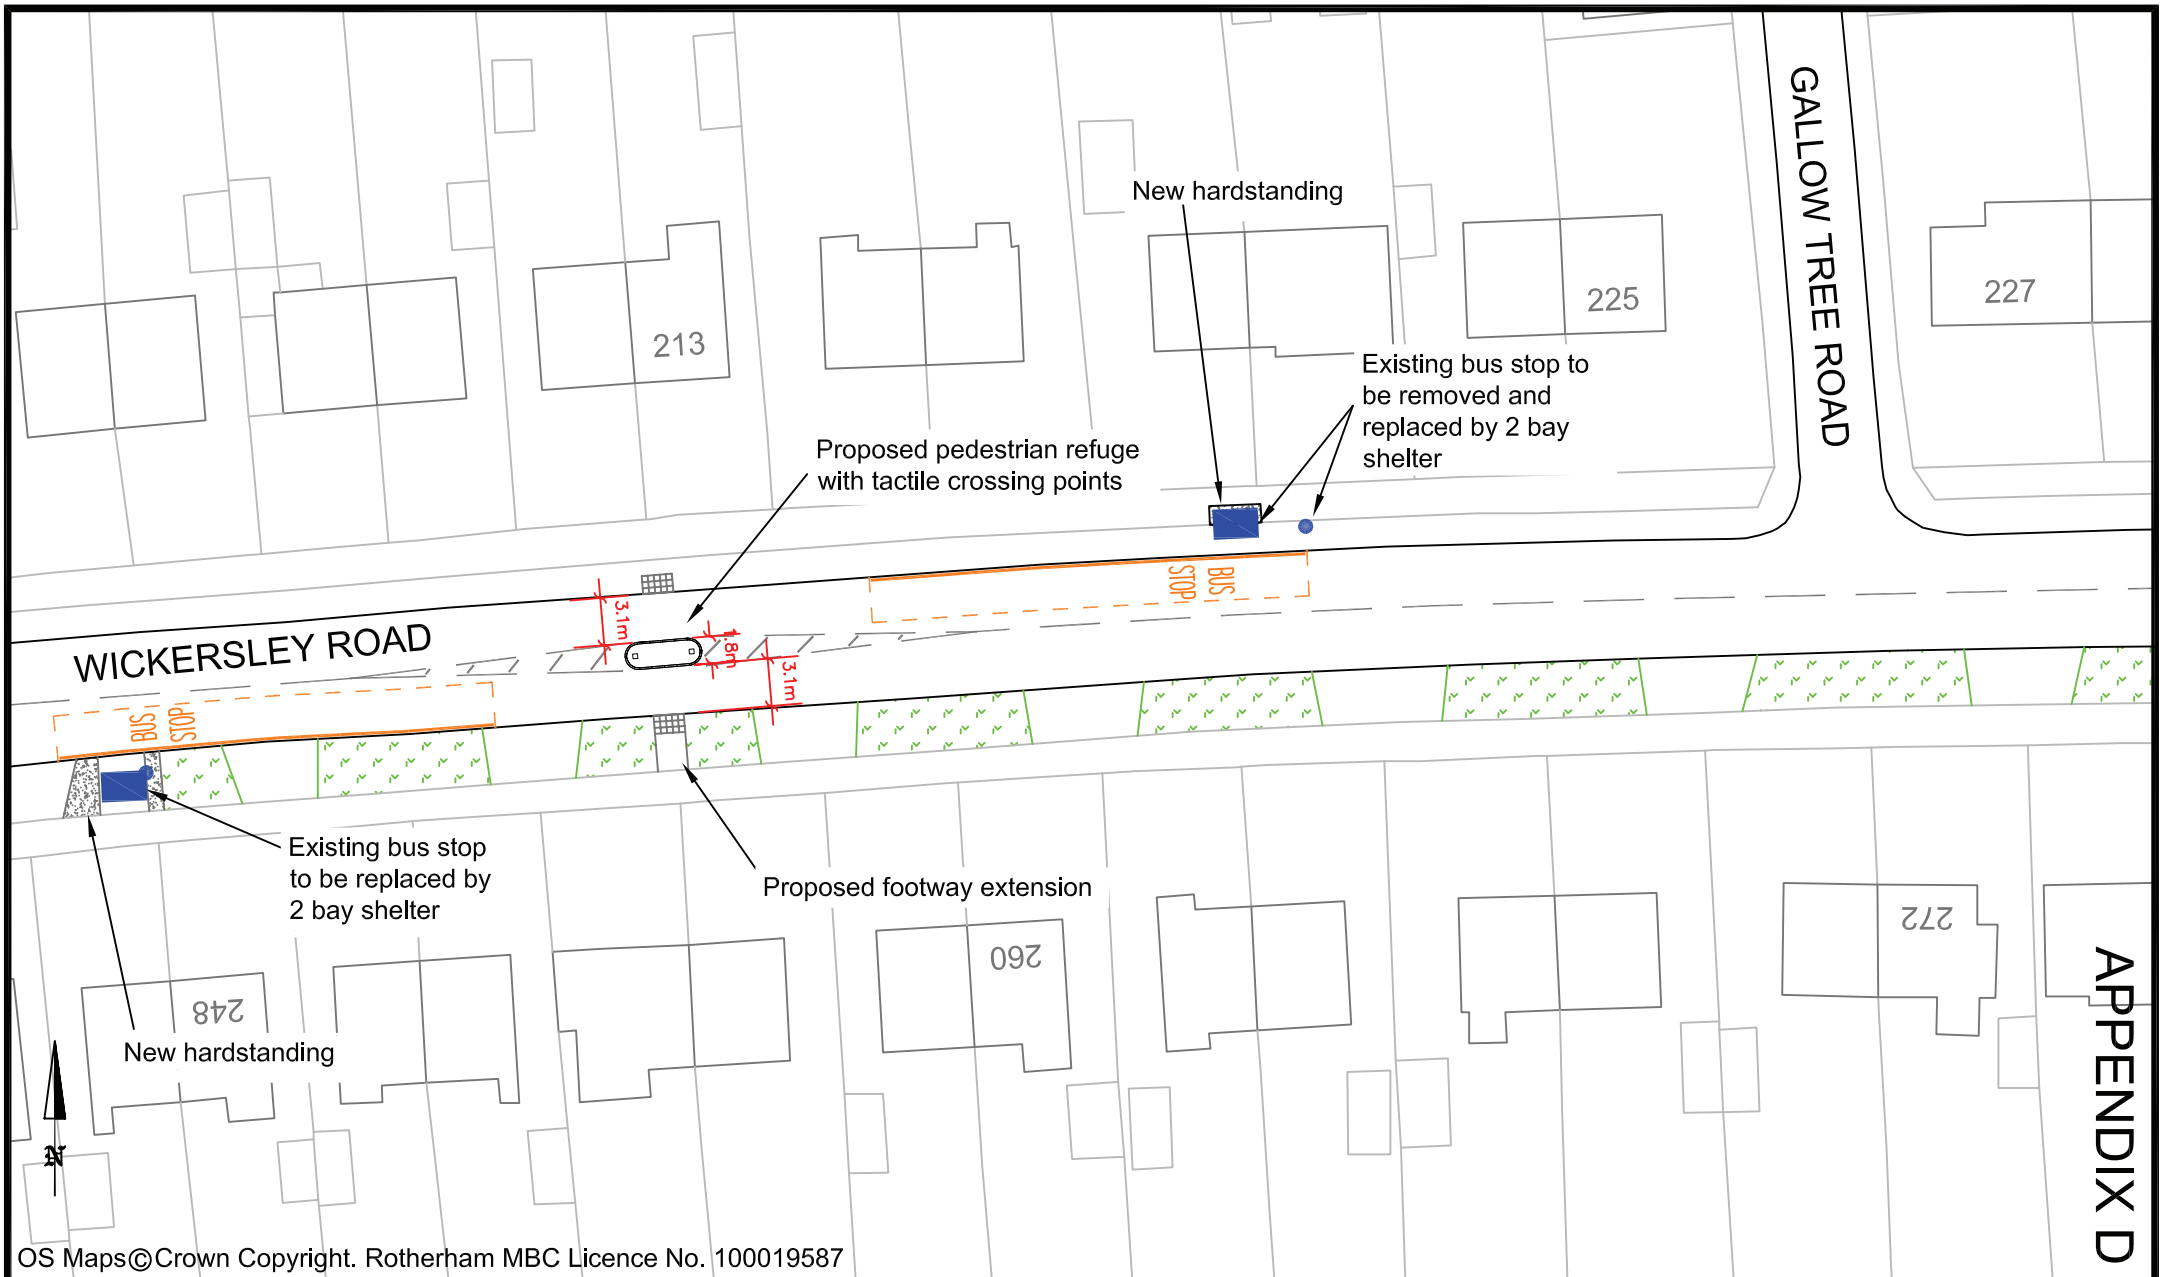 GALLOW TREE ROAD
New hardstanding
225
227
213
Existing bus stop to
be removed and
replaced by 2 bay
shelter
Proposed pedestrian refuge
with tactile crossing points
BUS
STOP
3.1m
1.8m
3.1m
WICKERSLEY ROAD
BUS
STOP
Existing bus stop
to be replaced by
2 bay shelter
Proposed footway extension
272
260
248
New hardstanding
N
APPENDIX D
OS Maps©Crown Copyright. Rotherham MBC Licence No. 100019587